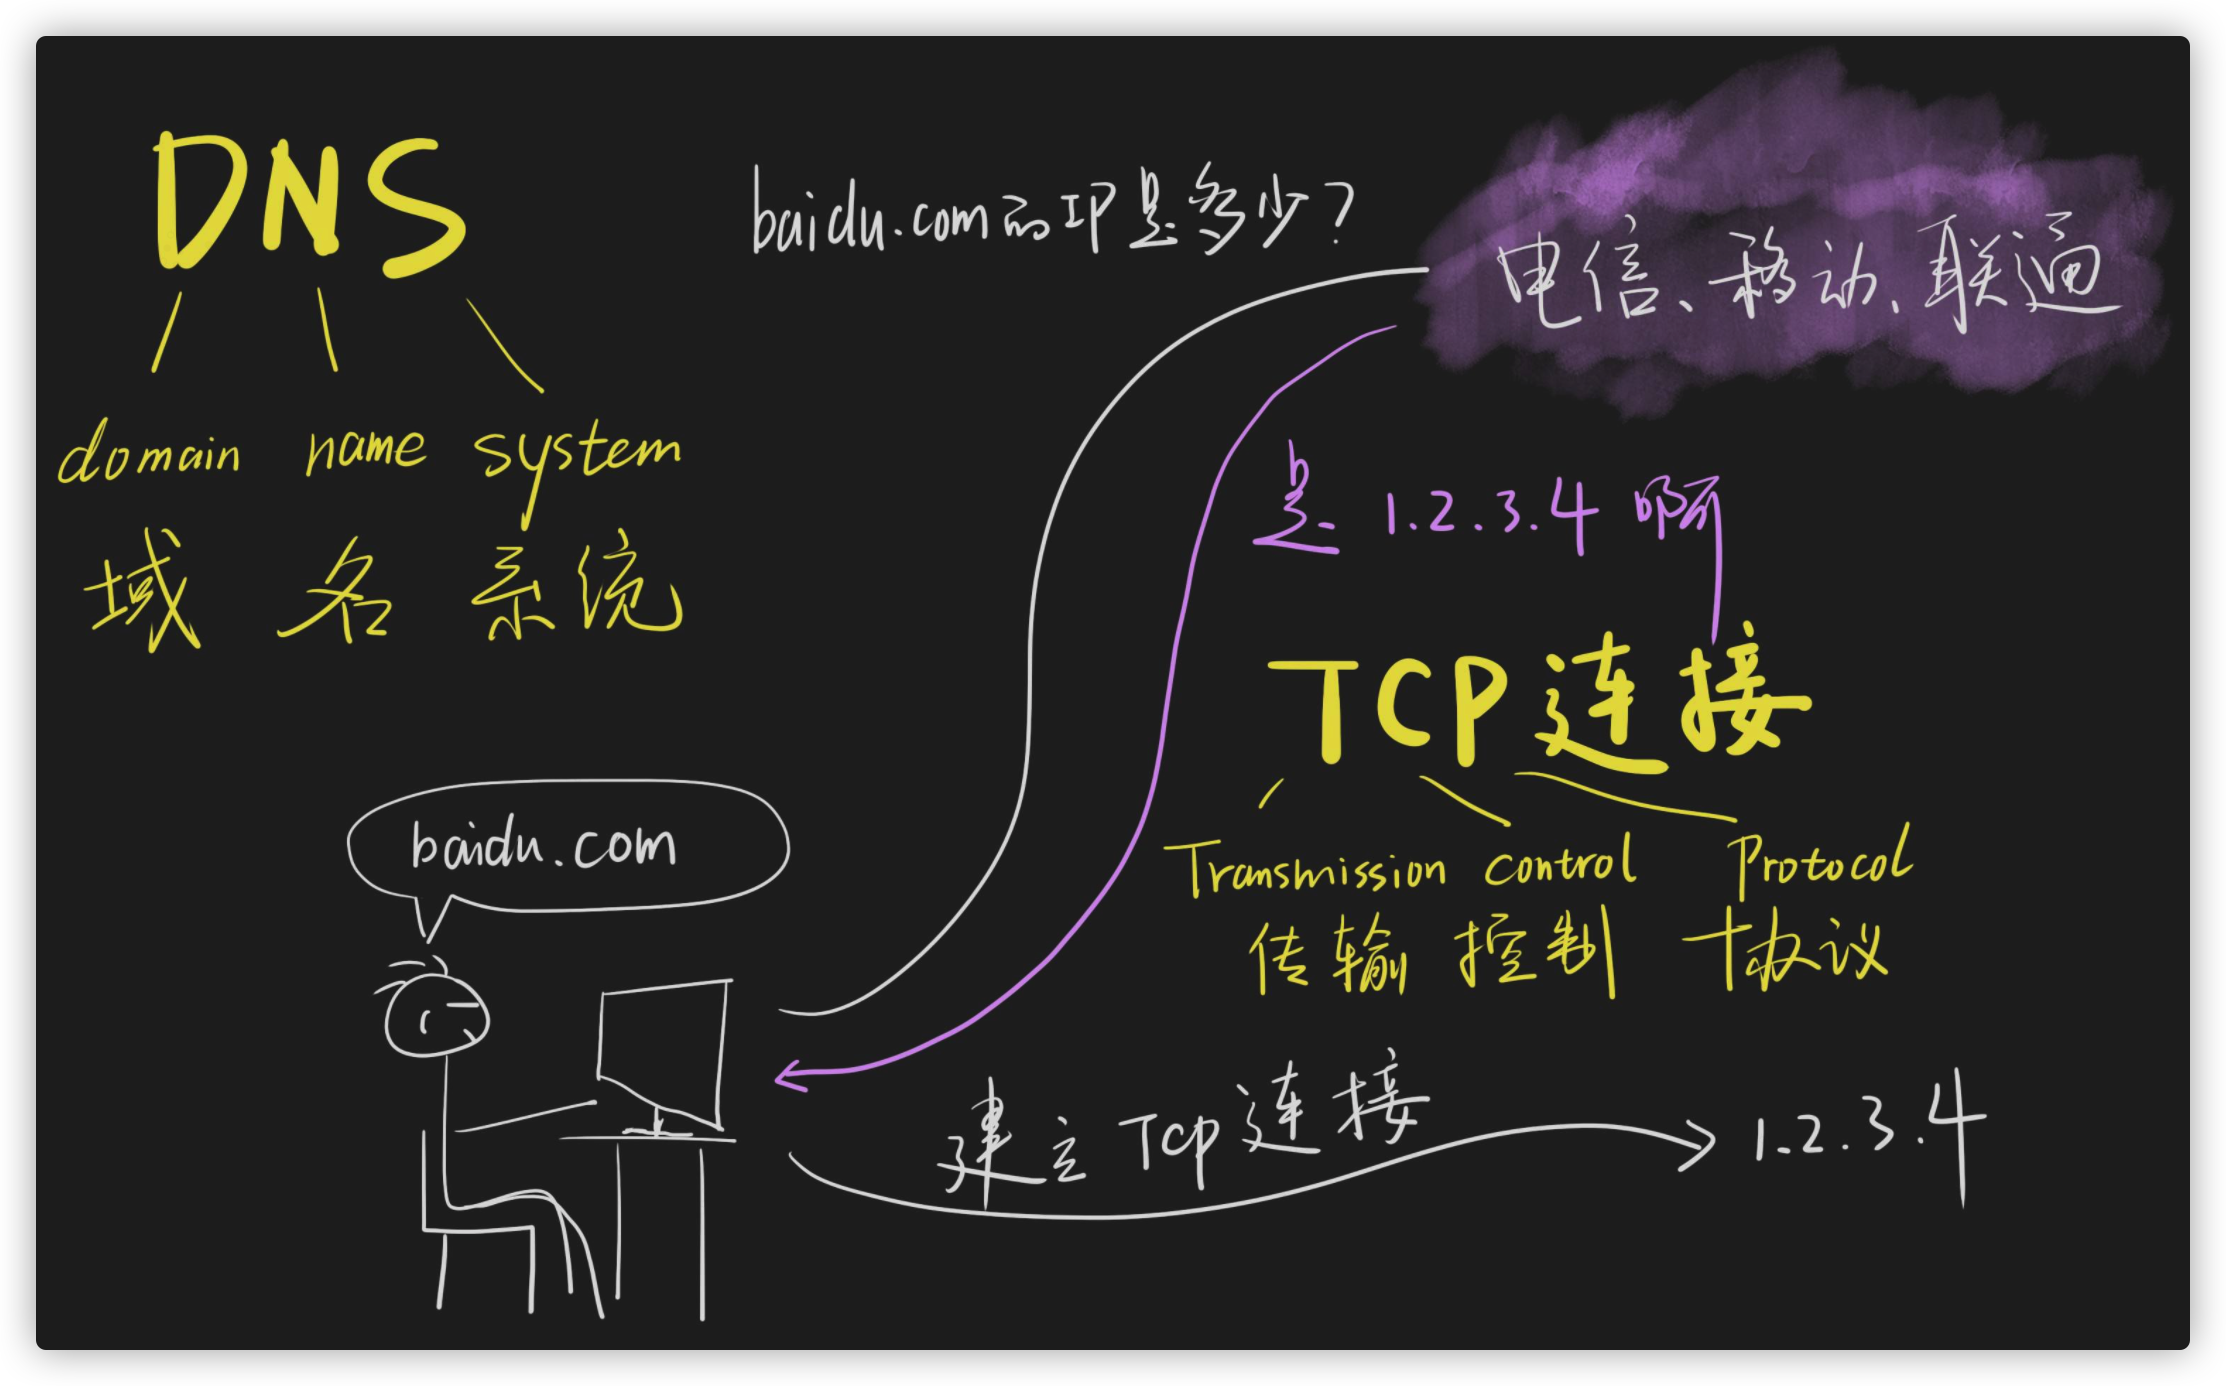 DNS
domain name system
域 名 系统
baidu.com的IP是多少?
电信、移动、联通
是 1.2.3.4 啊
TCP连接
Transmission control Protocol
传输 控制 协议
baidu.com
建立 TCP连接
1.2.3.4